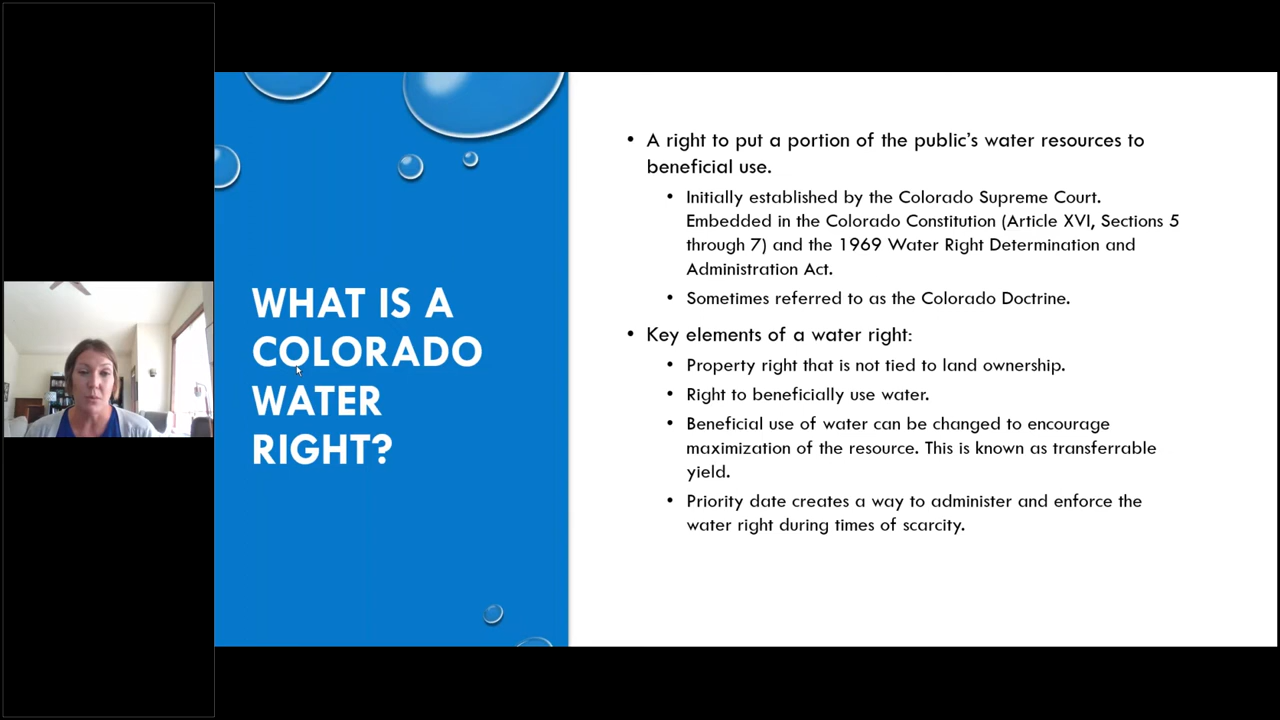 WHAT IS A
COLORADO
WATER
RIGHT?
• A right to put a portion of the public’s water resources to
beneficial use.
• Initially established by the Colorado Supreme Court.
Embedded in the Colorado Constitution (Article XVI, Sections 5
through 7) and the 1969 Water Right Determination and
Administration Act.
• Sometimes referred to as the Colorado Doctrine.
• Key elements of a water right:
• Property right that is not tied to land ownership.
• Right to beneficially use water.
• Beneficial use of water can be changed to encourage
maximization of the resource. This is known as transferrable
yield.
• Priority date creates a way to administer and enforce the
water right during times of scarcity.